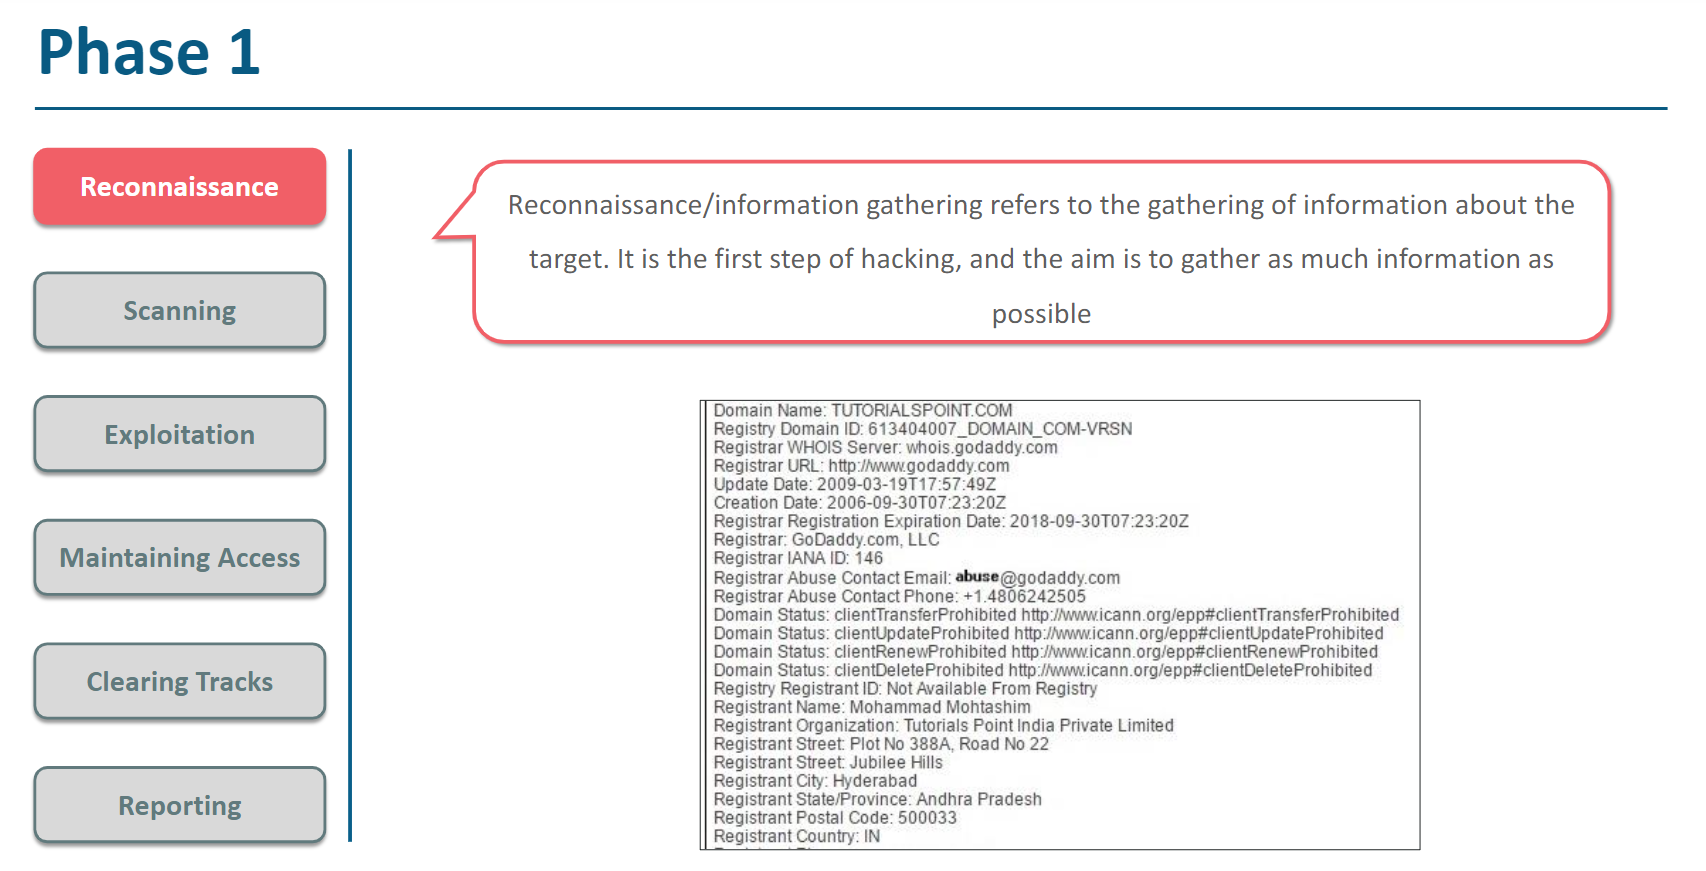 Phase 1
Reconnaissance
Scanning
Exploitation
Maintaining Access
Clearing Tracks
Reporting
Reconnaissance/information gathering refers to the gathering of information about the
target. It is the first step of hacking, and the aim is to gather as much information as
possible
Domain Name: TUTORIALSPOINT.COM
Registry Domain ID: 613404007_DOMAIN_COM-VRSN
Registrar WHOIS Server: whois.godaddy.com
Registrar URL: http://www.godaddy.com
Update Date: 2009-03-19T17:57:49Z
Creation Date: 2006-09-30T07:23:20Z
Registrar Registration Expiration Date: 2018-09-30T07:23:20Z
Registrar: GoDaddy.com, LLC
Registrar IANA ID: 146
Registrar Abuse Contact Email: abuse@godaddy.com
Registrar Abuse Contact Phone: +1.4806242505
Domain Status: clientTransferProhibited http://www.icann.org/epp#clientTransferProhibited
Domain Status: clientUpdateProhibited http://www.icann.org/epp#clientUpdateProhibited
Domain Status: clientRenewProhibited http://www.icann.org/epp#clientRenewProhibited
Domain Status: clientDeleteProhibited http://www.icann.org/epp#clientDeleteProhibited
Registry Registrant ID: Not Available From Registry
Registrant Name: Mohammad Mohtashim
Registrant Organization: Tutorials Point India Private Limited
Registrant Street: Plot No 388A, Road No 22
Registrant Street: Jubilee Hills
Registrant City: Hyderabad
Registrant State/Province: Andhra Pradesh
Registrant Postal Code: 500033
Registrant Country: IN